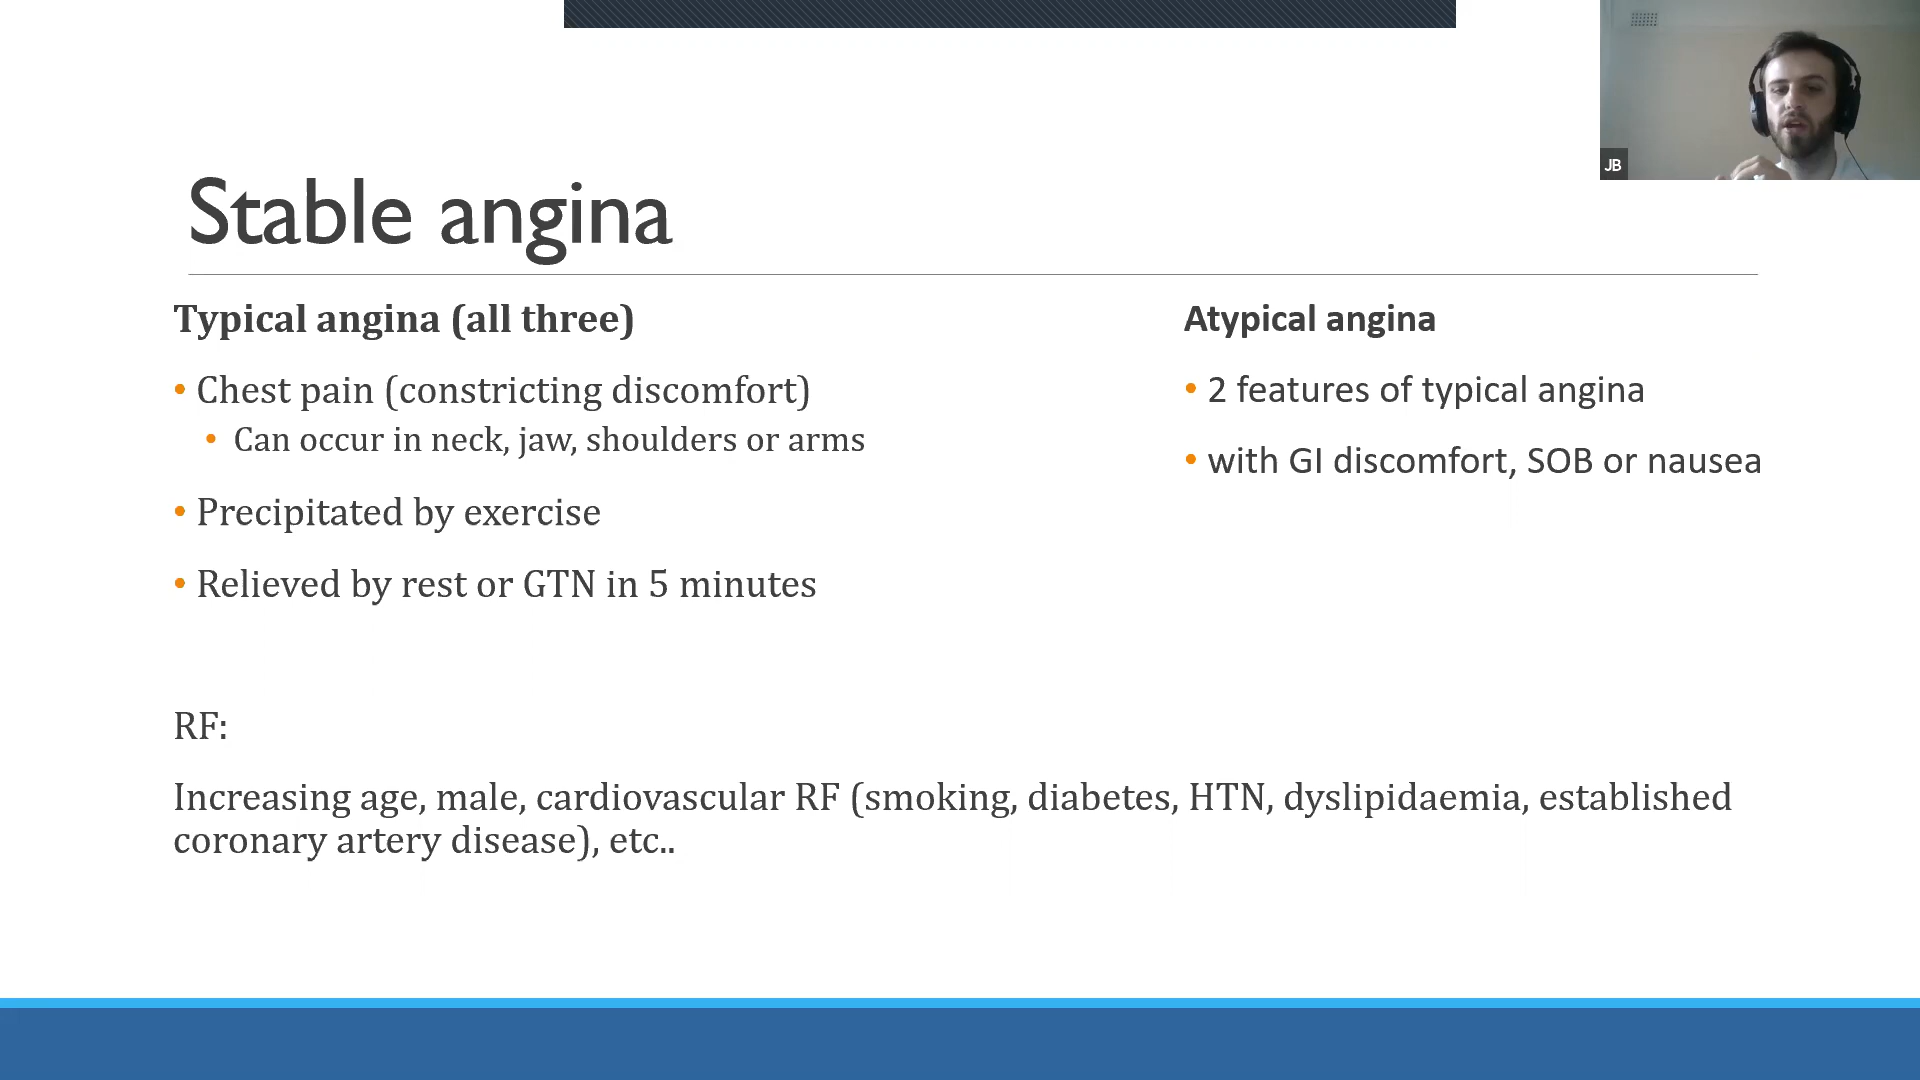 JB
Stable angina
Typical angina (all three)
• Chest pain (constricting discomfort)
• Can occur in neck, jaw, shoulders or arms
• Precipitated by exercise
• Relieved by rest or GTN in 5 minutes
Atypical angina
• 2 features of typical angina
• with GI discomfort, SOB or nausea
RF:
Increasing age, male, cardiovascular RF (smoking, diabetes, HTN, dyslipidaemia, established
coronary artery disease), etc..